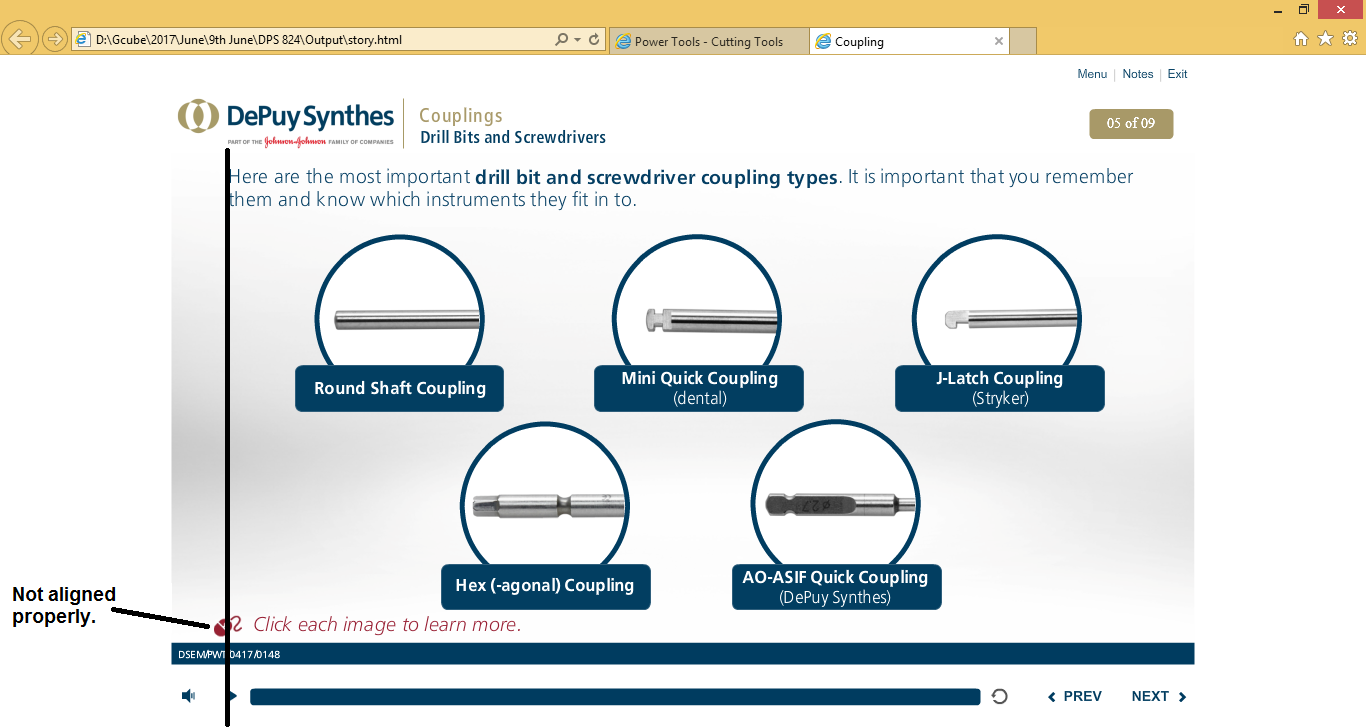 D:\Gcube\2017\June\9th June\DPS 824\Output\story.html
Power Tools - Cutting Tools
Coupling
Menu | Notes | Exit
DePuy Synthes
PART OF THE Johnson & Johnson FAMILY OF COMPANIES
Couplings
Drill Bits and Screwdrivers
05 of 09
Here are the most important drill bit and screwdriver coupling types. It is important that you remember
them and know which instruments they fit in to.
Round Shaft Coupling
Mini Quick Coupling
(dental)
J-Latch Coupling
(Stryker)
Hex (-agonal) Coupling
AO-ASIF Quick Coupling
(DePuy Synthes)
Not aligned
properly.
Click each image to learn more.
DSEM/PWT/0417/0148
PREV
NEXT